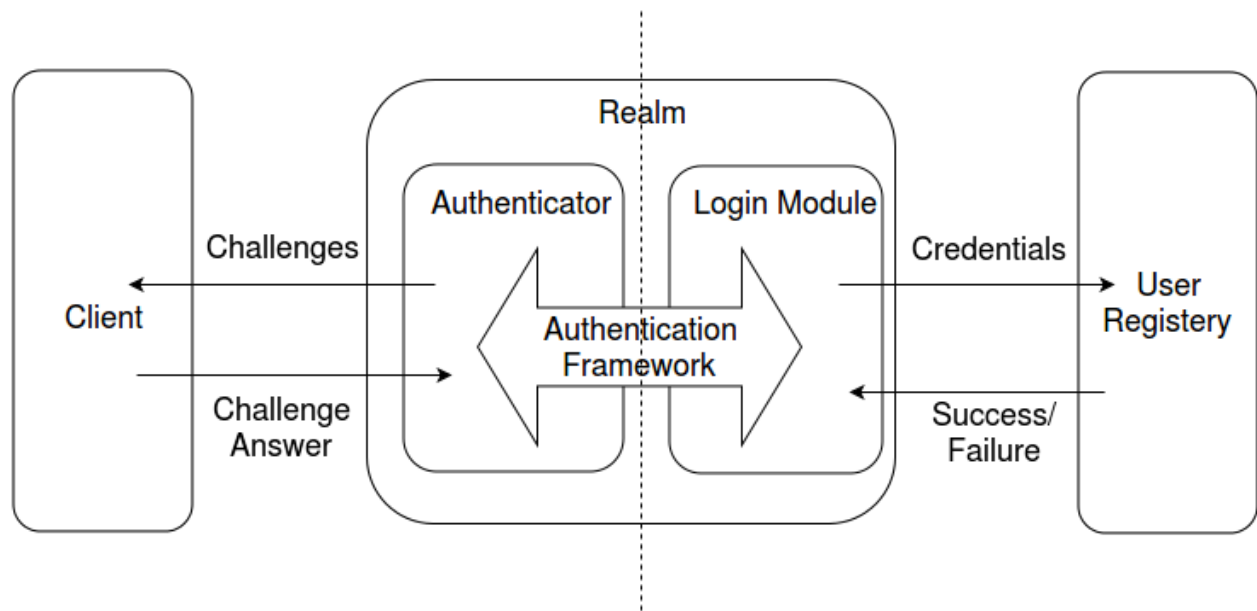 Realm
Authenticator
Login Module
Challenges
Credentials
Client
User
Registery
Authentication
Framework
Challenge
Answer
Success/
Failure